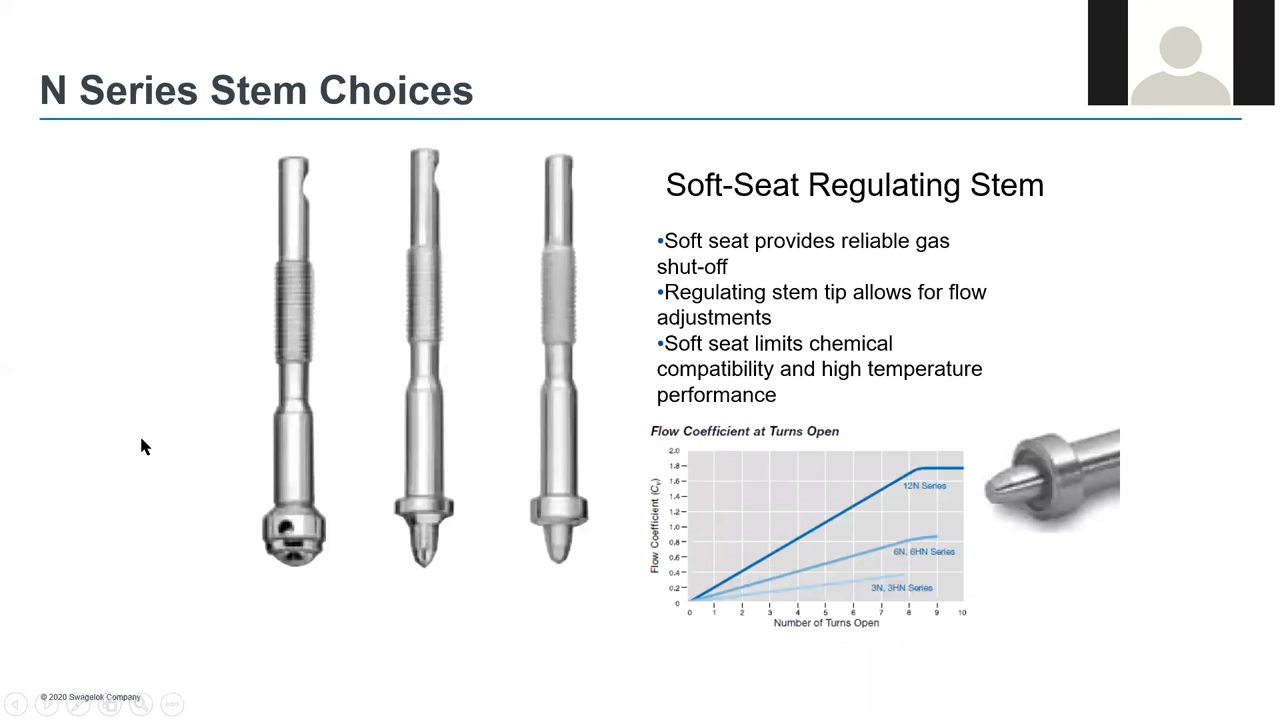 N Series Stem Choices
Soft-Seat Regulating Stem
•Soft seat provides reliable gas
shut-off
•Regulating stem tip allows for flow
adjustments
•Soft seat limits chemical
compatibility and high temperature
performance
Flow Coefficient at Turns Open
2.0
1.8
1.6
1.4
1.2
1.0
0.8
0.6
0.4
0.2
0
Flow Coefficient (Cv)
12N Series
6N, 6HN Series
3N, 3HN Series
0 1 2 3 4 5 6 7 8 9 10
Number of Turns Open
© 2020 Swagelok Company